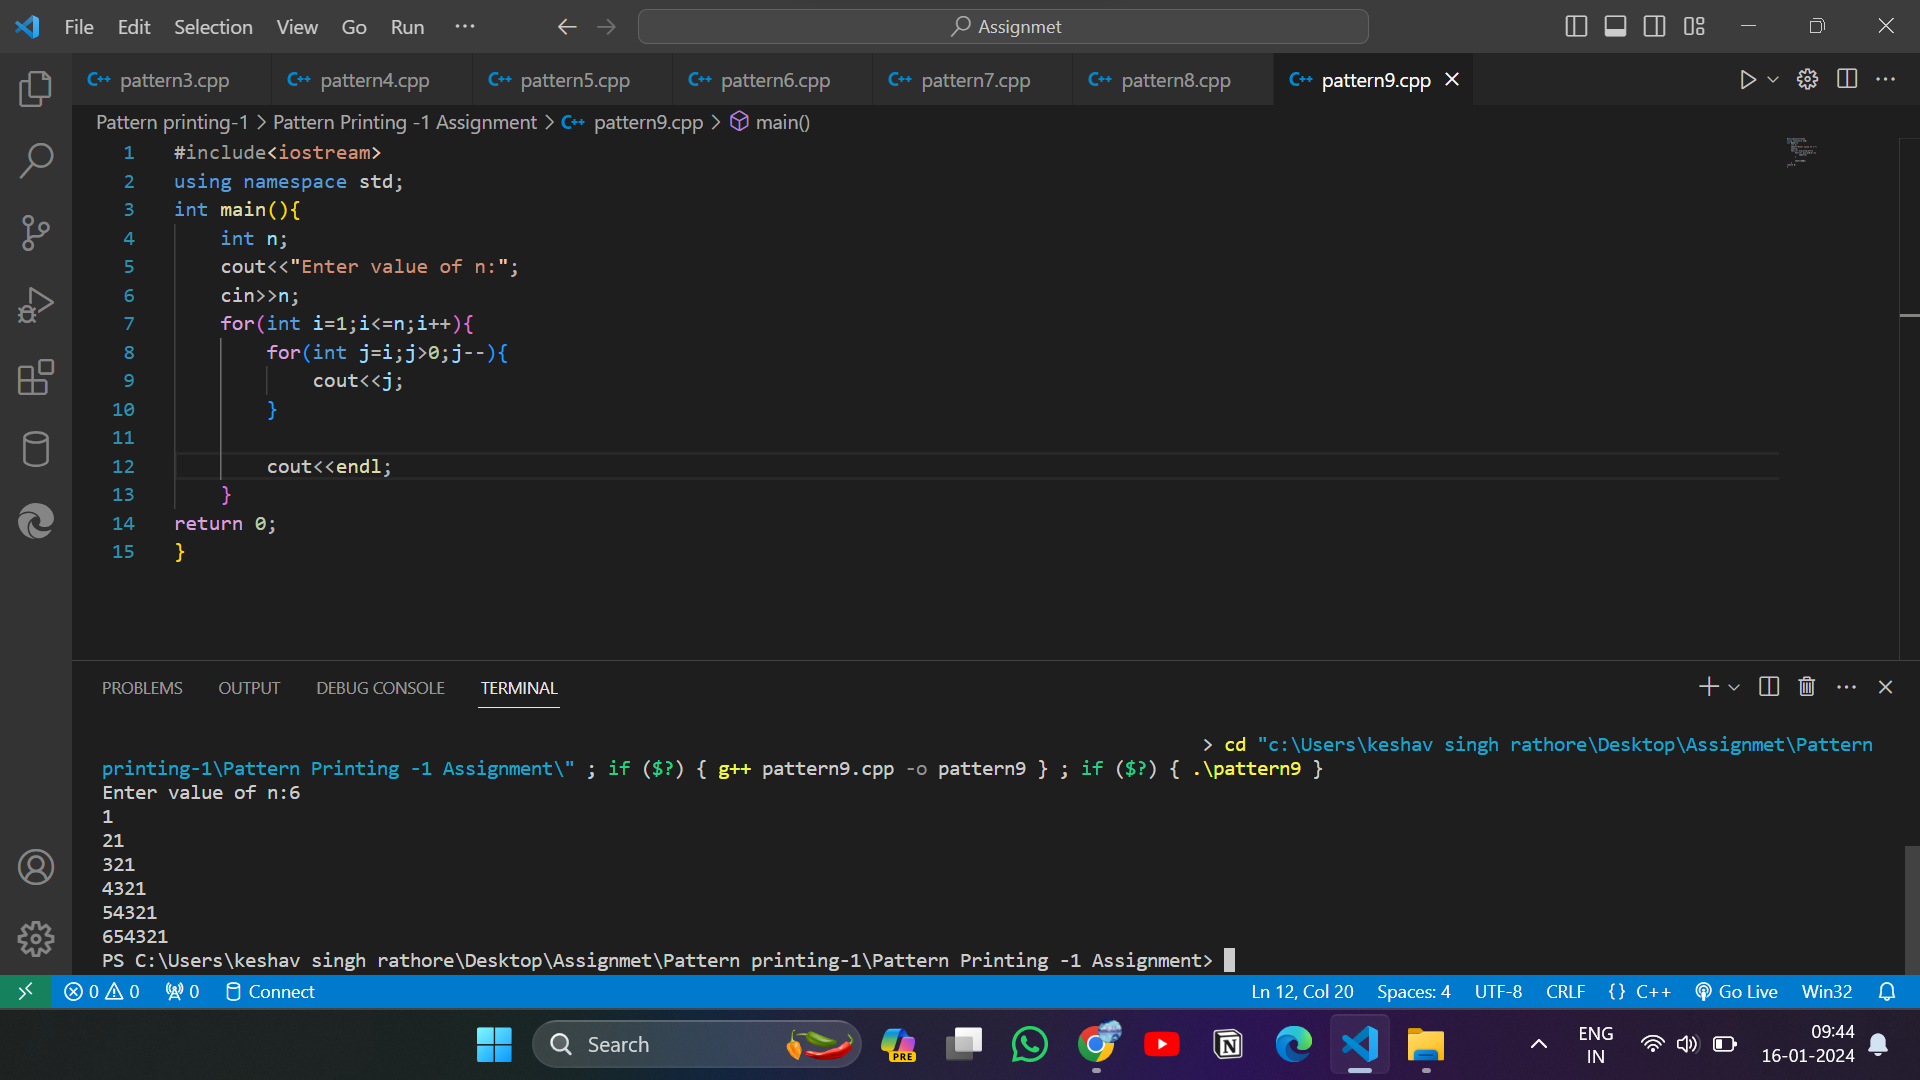 File Edit Selection View Go Run ··· Assignmet
pattern3.cpp pattern4.cpp pattern5.cpp pattern6.cpp pattern7.cpp pattern8.cpp pattern9.cpp
Pattern printing-1 > Pattern Printing -1 Assignment > pattern9.cpp > main()
1 #include<iostream>
2 using namespace std;
3 int main(){
4 int n;
5 cout<<"Enter value of n:";
6 cin>>n;
7 for(int i=1;i<=n;i++){
8 for(int j=i;j>0;j--){
9 cout<<j;
10 }
11
12 cout<<endl;
13 }
14 return 0;
15 }
PROBLEMS OUTPUT DEBUG CONSOLE TERMINAL
> cd "c:\Users\keshav singh rathore\Desktop\Assignmet\Pattern
printing-1\Pattern Printing -1 Assignment\" ; if ($?) { g++ pattern9.cpp -o pattern9 } ; if ($?) { .\pattern9 }
Enter value of n:6
1
21
321
4321
54321
654321
PS C:\Users\keshav singh rathore\Desktop\Assignmet\Pattern printing-1\Pattern Printing -1 Assignment>
0 0 0 Connect Ln 12, Col 20 Spaces: 4 UTF-8 CRLF {} C++ Go Live Win32
Search PRE ENG 09:44
IN 16-01-2024